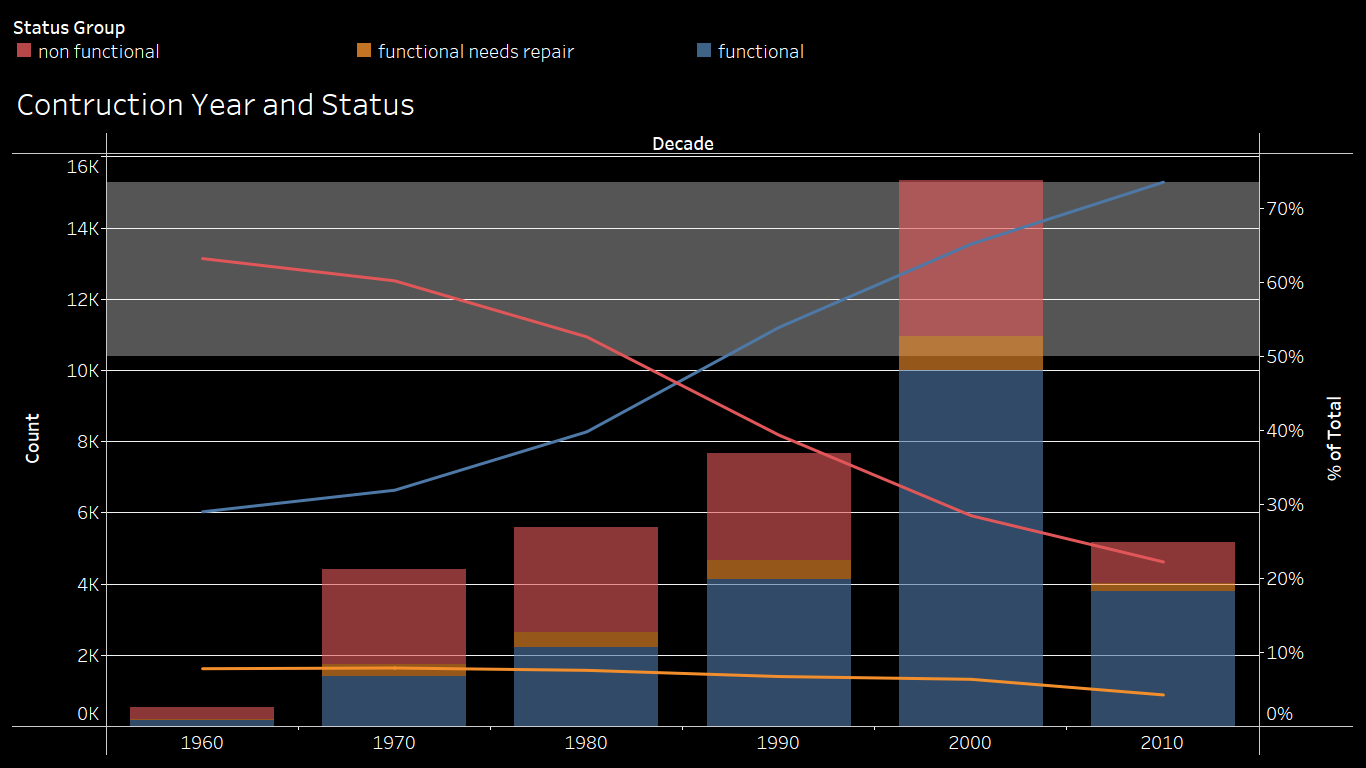 Status Group
non functional functional needs repair functional
Contruction Year and Status
Decade
16K
14K
12K
10K
8K
6K
4K
2K
0K
Count
70%
60%
50%
40%
30%
20%
10%
0%
% of Total
1960 1970 1980 1990 2000 2010